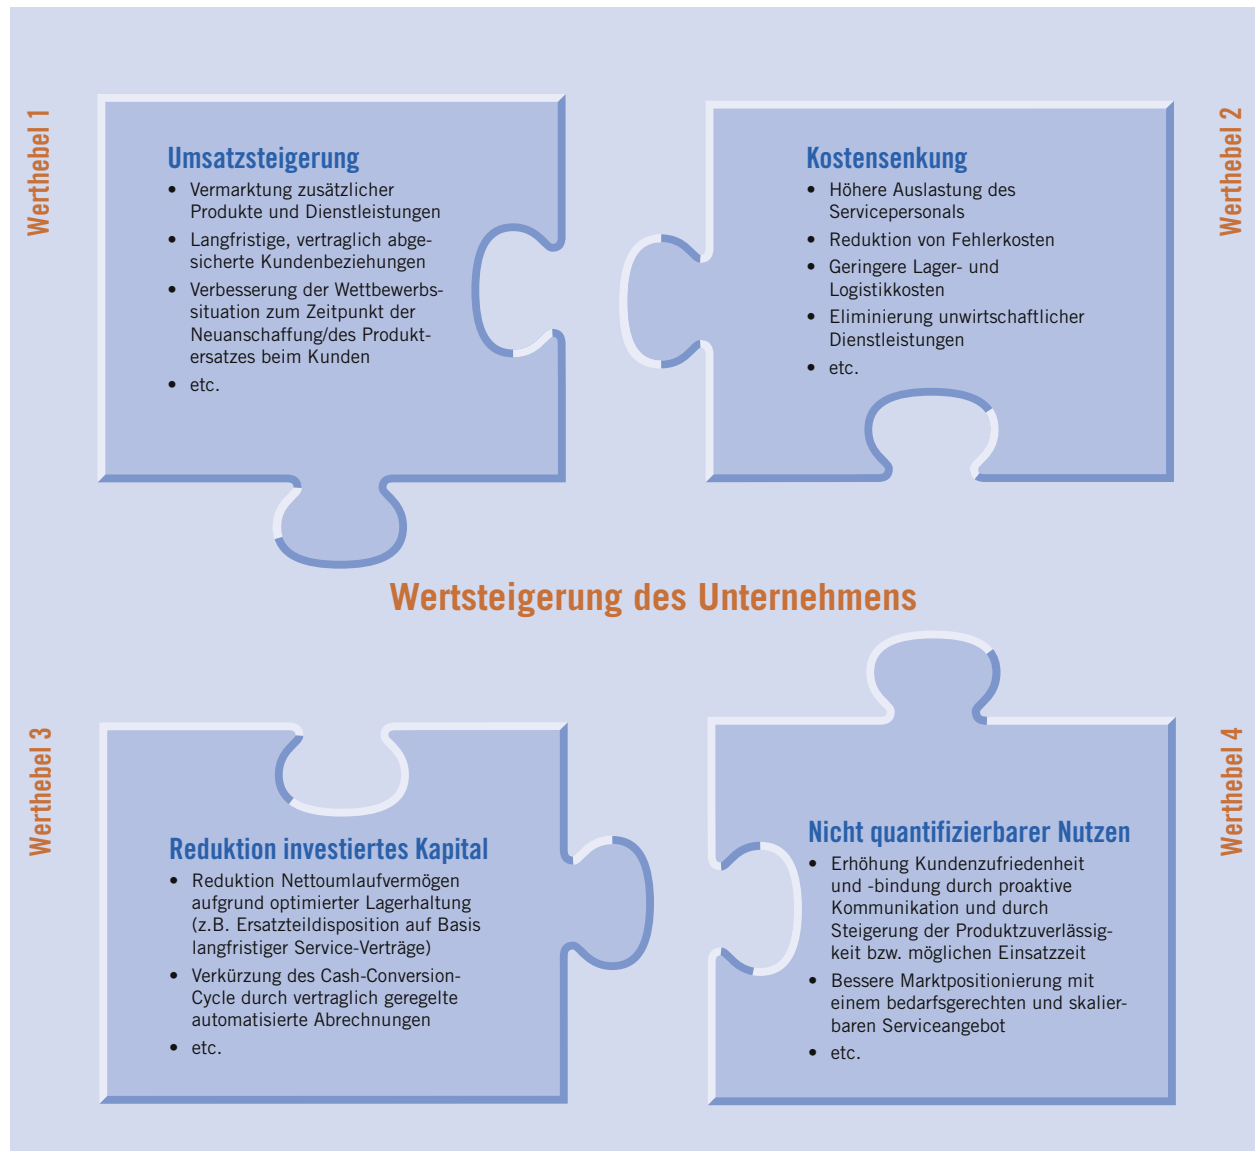 Werthebel 1
Umsatzsteigerung
• Vermarktung zusätzlicher
Produkte und Dienstleistungen
• Langfristige, vertraglich abge-
sicherte Kundenbeziehungen
• Verbesserung der Wettbewerbs-
situation zum Zeitpunkt der
Neuanschaffung/des Produkt-
ersatzes beim Kunden
• etc.
Werthebel 2
Kostensenkung
• Höhere Auslastung des
Servicepersonals
• Reduktion von Fehlerkosten
• Geringere Lager- und
Logistikkosten
• Eliminierung unwirtschaftlicher
Dienstleistungen
• etc.
Wertsteigerung des Unternehmens
Werthebel 3
Reduktion investiertes Kapital
• Reduktion Nettoumlaufvermögen
aufgrund optimierter Lagerhaltung
(z.B. Ersatzteildisposition auf Basis
langfristiger Service-Verträge)
• Verkürzung des Cash-Conversion-
Cycle durch vertraglich geregelte
automatisierte Abrechnungen
• etc.
Werthebel 4
Nicht quantifizierbarer Nutzen
• Erhöhung Kundenzufriedenheit
und -bindung durch proaktive
Kommunikation und durch
Steigerung der Produktzuverlässig-
keit bzw. möglichen Einsatzzeit
• Bessere Marktpositionierung mit
einem bedarfsgerechten und skalier-
baren Serviceangebot
• etc.